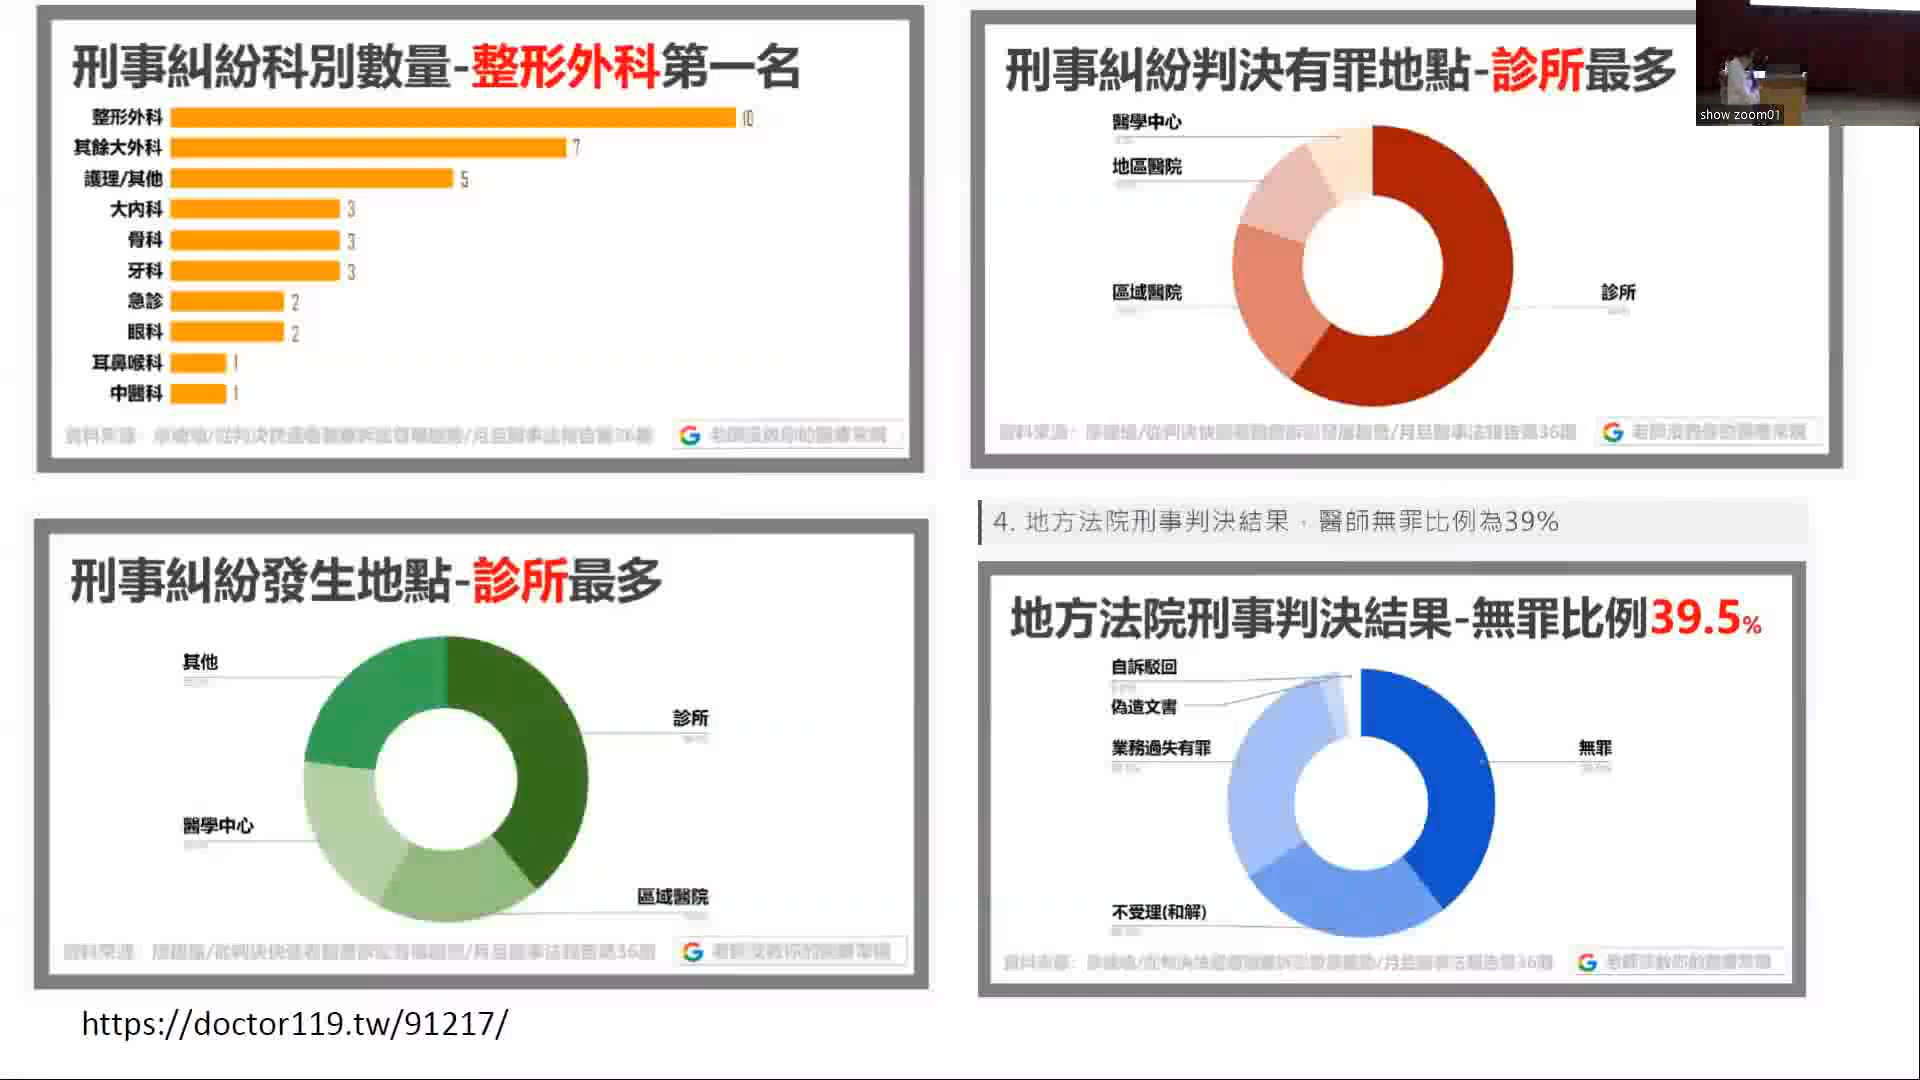 刑事糾紛科別數量-整形外科第一名
整形外科 10
其餘大外科 7
護理/其他 5
大內科 3
骨科 3
牙科 3
急診 2
眼科 2
耳鼻喉科 1
中醫科 1
刑事糾紛判決有罪地點-診所最多
醫學中心
地區醫院
區域醫院
診所
show zoom01
刑事糾紛發生地點-診所最多
其他
診所
醫學中心
區域醫院
4. 地方法院刑事判決結果，醫師無罪比例為39%
地方法院刑事判決結果-無罪比例39.5%
自訴駁回
偽造文書
業務過失有罪
無罪
不受理(和解)
https://doctor119.tw/91217/